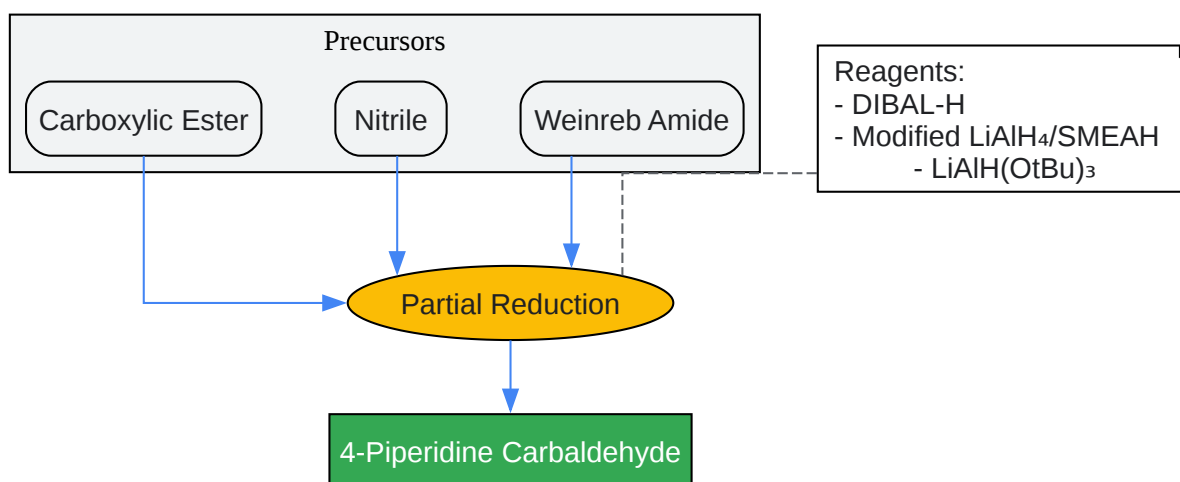 Precursors
Carboxylic Ester
Nitrile
Weinreb Amide
Reagents:
- DIBAL-H
- Modified LiAlH₄/SMEAH
- LiAlH(OtBu)₃
Partial Reduction
4-Piperidine Carbaldehyde